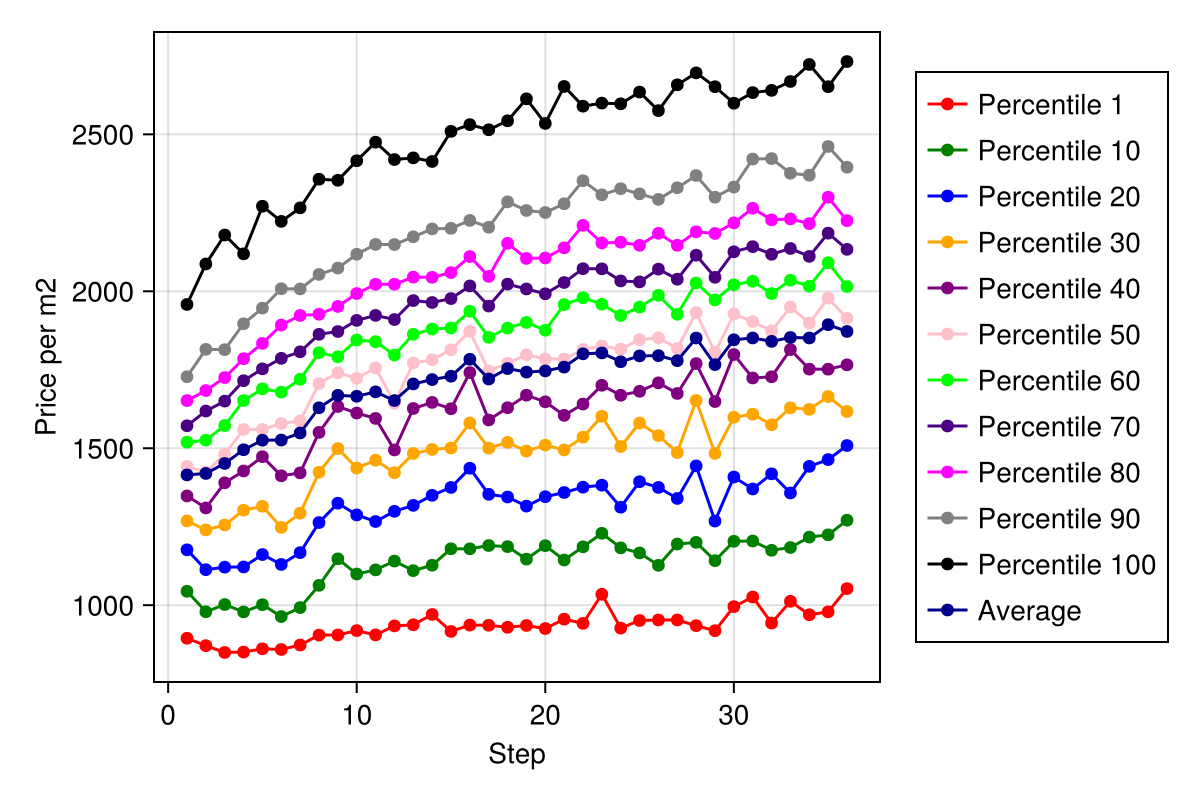 Price per m2
2500
2000
1500
1000
0
10
20
30
Step
Percentile 1
Percentile 10
Percentile 20
Percentile 30
Percentile 40
Percentile 50
Percentile 60
Percentile 70
Percentile 80
Percentile 90
Percentile 100
Average